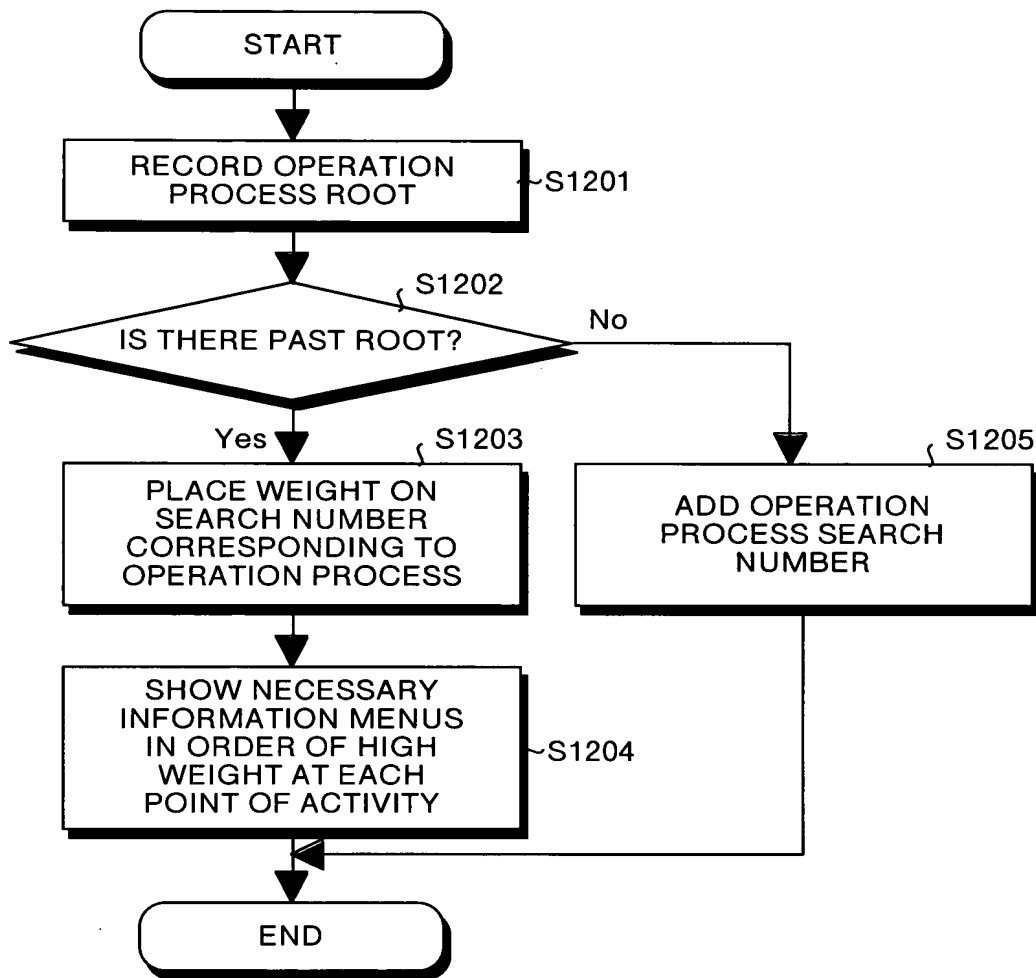 START
RECORD OPERATION
PROCESS ROOT
S1201
S1202
IS THERE PAST ROOT?
No
Yes
S1203
PLACE WEIGHT ON
SEARCH NUMBER
CORRESPONDING TO
OPERATION PROCESS
S1205
ADD OPERATION
PROCESS SEARCH
NUMBER
SHOW NECESSARY
INFORMATION MENUS
IN ORDER OF HIGH
WEIGHT AT EACH
POINT OF ACTIVITY
S1204
END